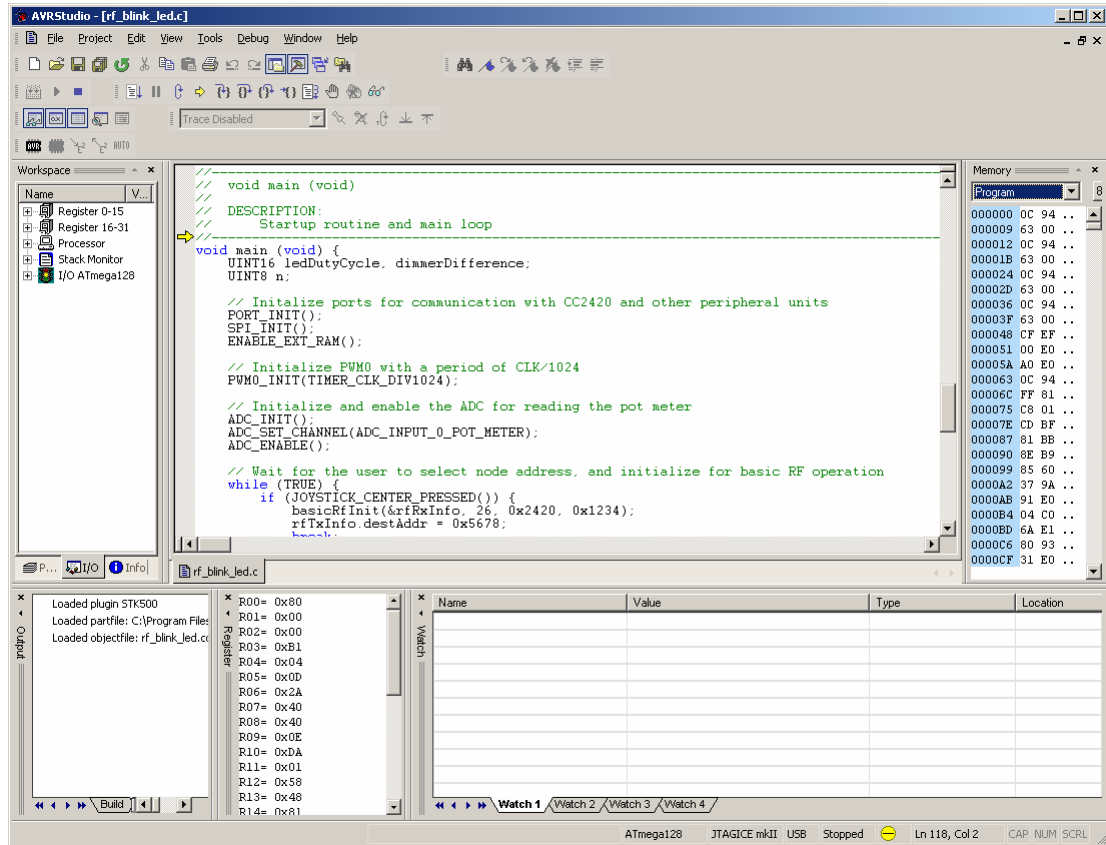 AVRStudio - [rf_blink_led.c]
File Project Edit View Tools Debug Window Help
Trace Disabled
AVR AUTO
Workspace
Name V...
Register 0-15
Register 16-31
Processor
Stack Monitor
I/O ATmega128
P... I/O Info
//
// void main (void)
//
// DESCRIPTION:
// Startup routine and main loop
//
void main (void) {
UINT16 ledDutyCycle, dimmerDifference;
UINT8 n;
// Initalize ports for communication with CC2420 and other peripheral units
PORT_INIT();
SPI_INIT();
ENABLE_EXT_RAM();
// Initialize PWM0 with a period of CLK/1024
PWM0_INIT(TIMER_CLK_DIV1024);
// Initialize and enable the ADC for reading the pot meter
ADC_INIT();
ADC_SET_CHANNEL(ADC_INPUT_0_POT_METER);
ADC_ENABLE();
// Wait for the user to select node address, and initialize for basic RF operation
while (TRUE) {
if (JOYSTICK_CENTER_PRESSED()) {
basicRfInit(&rfRxInfo, 26, 0x2420, 0x1234);
rfTxInfo.destAddr = 0x5678;
break;
rf_blink_led.c
Memory
Program 8
000000 0C 94 ..
000009 63 00 ..
000012 0C 94 ..
00001B 63 00 ..
000024 0C 94 ..
00002D 63 00 ..
000036 0C 94 ..
00003F 63 00 ..
000048 CF EF ..
000051 00 E0 ..
00005A A0 E0 ..
000063 0C 94 ..
00006C FF 81 ..
000075 C8 01 ..
00007E CD BF ..
000087 81 BB ..
000090 8E B9 ..
000099 85 60 ..
0000A2 37 9A ..
0000AB 91 E0 ..
0000B4 04 C0 ..
0000BD 6A E1 ..
0000C6 80 93 ..
0000CF 31 E0 ..
Output
Loaded plugin STK500
Loaded partfile: C:\Program Files
Loaded objectfile: rf_blink_led.co
Build
Register
R00= 0x80
R01= 0x00
R02= 0x00
R03= 0xB1
R04= 0x04
R05= 0x0D
R06= 0x2A
R07= 0x40
R08= 0x40
R09= 0x0E
R10= 0xDA
R11= 0x01
R12= 0x58
R13= 0x48
R14= 0x81
Watch
Name Value Type Location
Watch 1 Watch 2 Watch 3 Watch 4
ATmega128 JTAGICE mkII USB Stopped Ln 118, Col 2 CAP NUM SCRL